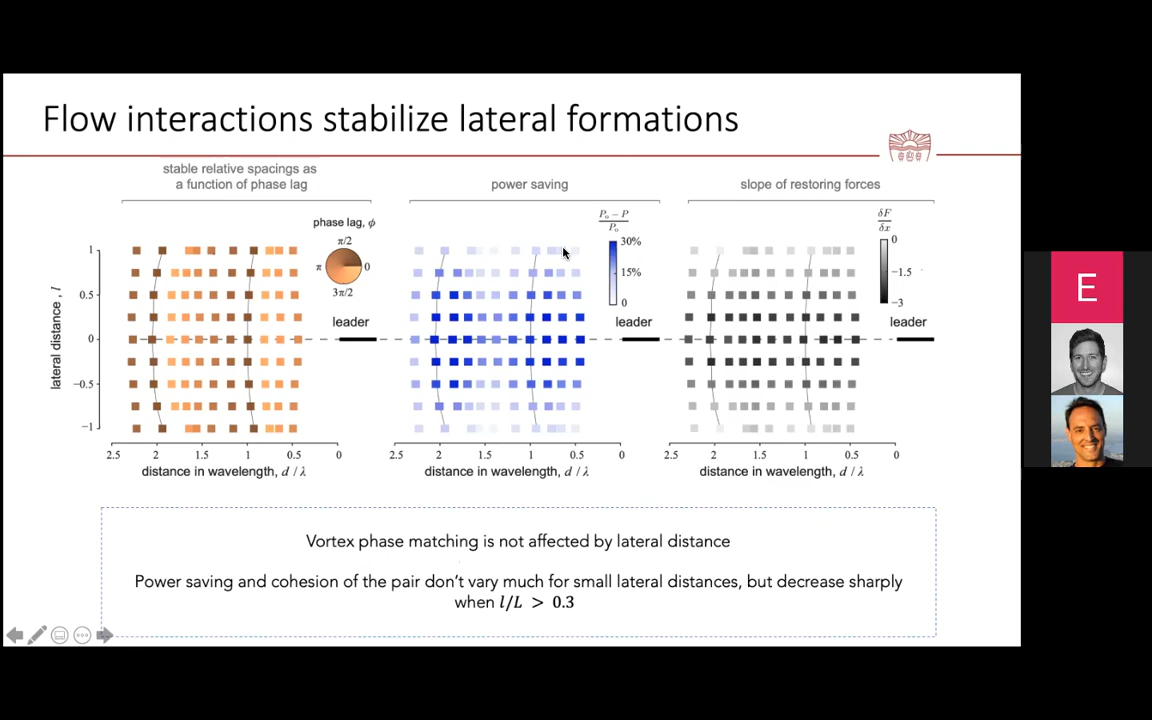 Flow interactions stabilize lateral formations
stable relative spacings as
a function of phase lag
power saving
slope of restoring forces
phase lag, ϕ
π/2
π
0
3π/2
leader
lateral distance , l
1
0.5
0
−0.5
−1
2.5
2
1.5
1
0.5
0
distance in wavelength, d / λ
Pₒ − P
Pₒ
30%
15%
0
leader
2.5
2
1.5
1
0.5
0
distance in wavelength, d / λ
δF
δx
0
−1.5
−3
leader
2.5
2
1.5
1
0.5
0
distance in wavelength, d / λ
Vortex phase matching is not affected by lateral distance
Power saving and cohesion of the pair don't vary much for small lateral distances, but decrease sharply
when l/L > 0.3
E